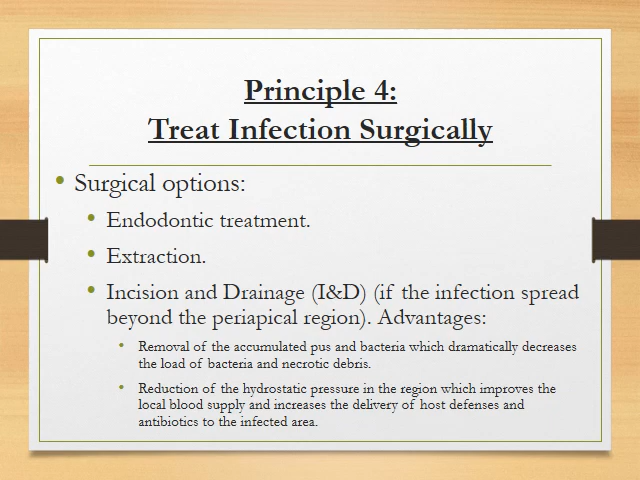 Principle 4:
Treat Infection Surgically
• Surgical options:
• Endodontic treatment.
• Extraction.
• Incision and Drainage (I&D) (if the infection spread
beyond the periapical region). Advantages:
• Removal of the accumulated pus and bacteria which dramatically decreases
the load of bacteria and necrotic debris.
• Reduction of the hydrostatic pressure in the region which improves the
local blood supply and increases the delivery of host defenses and
antibiotics to the infected area.